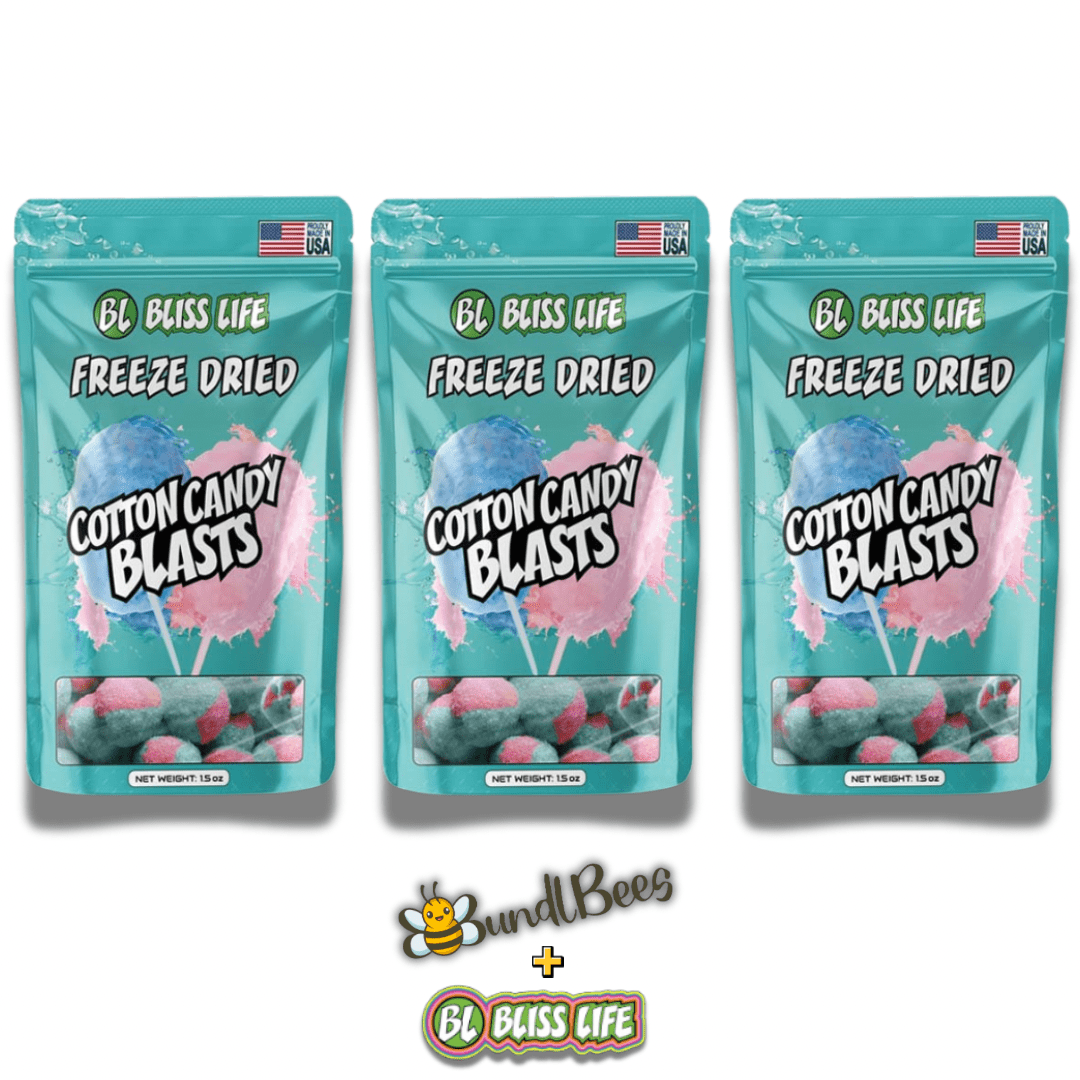 PROUDLY
MADE IN
USA
BL BLISS LIFE
FREEZE DRIED
COTTON CANDY
BLASTS
NET WEIGHT: 1.5 oz
PROUDLY
MADE IN
USA
BL BLISS LIFE
FREEZE DRIED
COTTON CANDY
BLASTS
NET WEIGHT: 1.5 oz
PROUDLY
MADE IN
USA
BL BLISS LIFE
FREEZE DRIED
COTTON CANDY
BLASTS
NET WEIGHT: 1.5 oz
BundlBees
+
BL BLISS LIFE